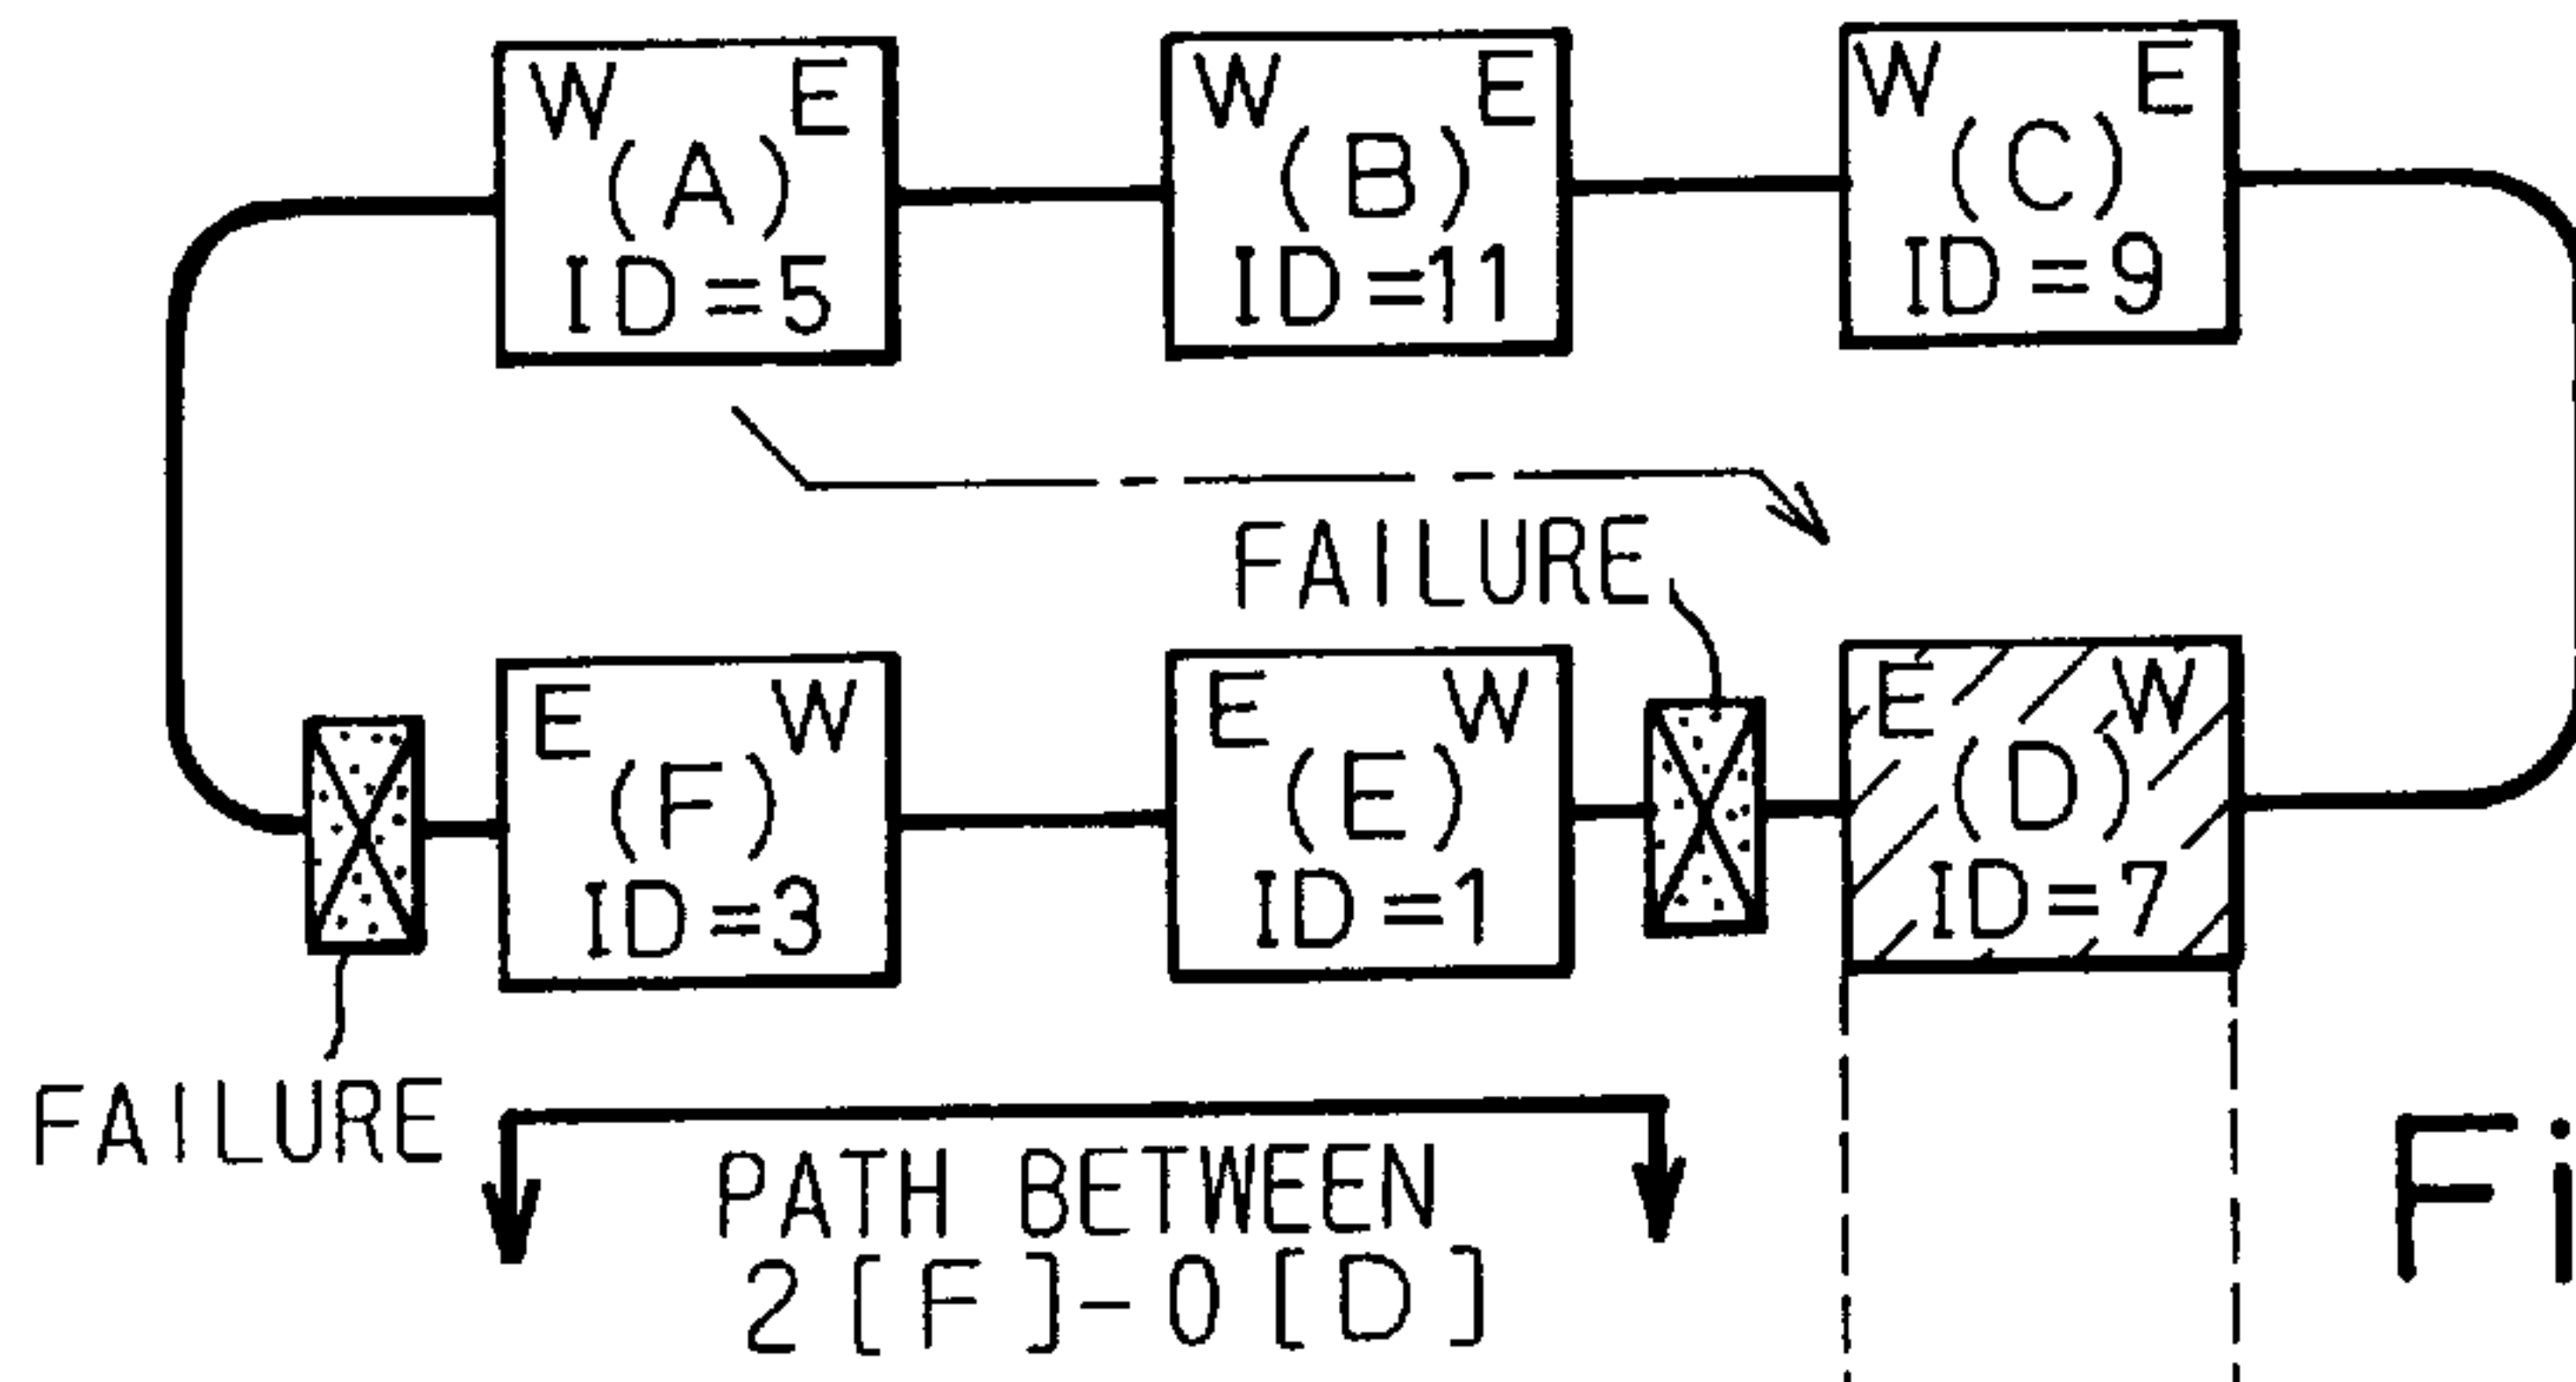 W E W E W E
(A) (B) (C)
ID=5 ID=11 ID=9
FAILURE
E W E W E W
(F) (E) (D)
ID=3 ID=1 ID=7
FAILURE
PATH BETWEEN
2[F]-0[D]
Fi